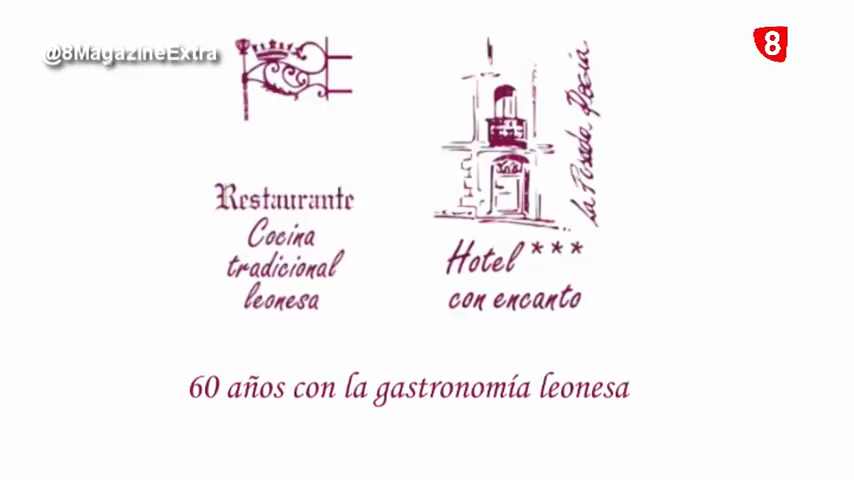 @8MagazineExtra
8
Restaurante
Cocina
tradicional
leonesa
La Posada Regia
Hotel ***
con encanto
60 años con la gastronomía leonesa